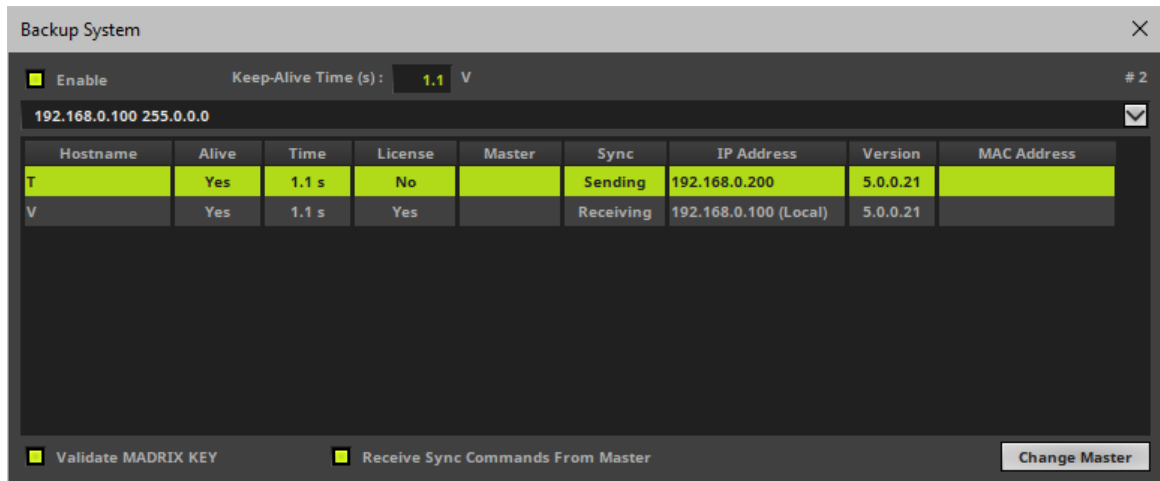 Backup System
Enable Keep-Alive Time (s) : 1.1 V # 2
192.168.0.100 255.0.0.0
Hostname Alive Time License Master Sync IP Address Version MAC Address
T Yes 1.1 s No Sending 192.168.0.200 5.0.0.21
V Yes 1.1 s Yes Receiving 192.168.0.100 (Local) 5.0.0.21
Validate MADRIX KEY Receive Sync Commands From Master Change Master